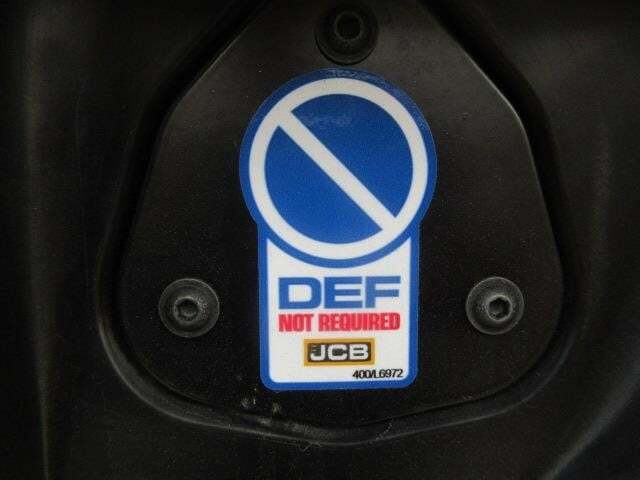 DEF
NOT REQUIRED
JCB
400/L6972